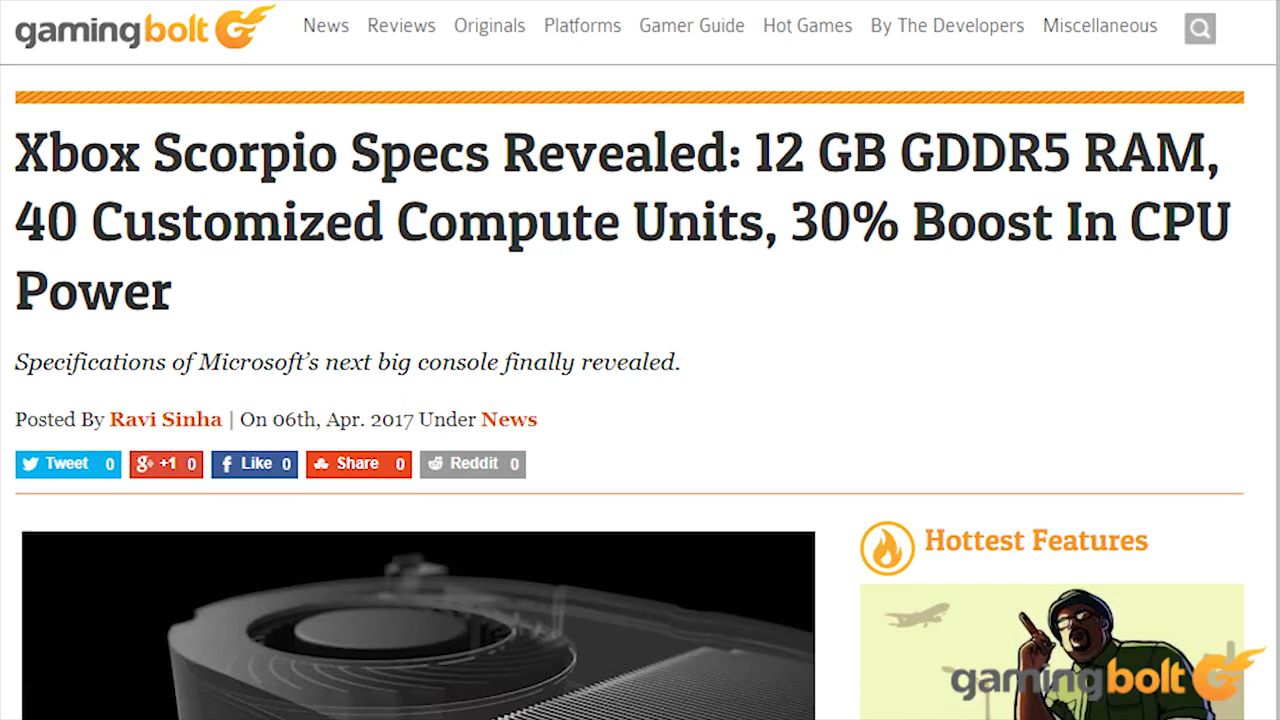 gamingbolt
News Reviews Originals Platforms Gamer Guide Hot Games By The Developers Miscellaneous
Xbox Scorpio Specs Revealed: 12 GB GDDR5 RAM,
40 Customized Compute Units, 30% Boost In CPU
Power
Specifications of Microsoft’s next big console finally revealed.
Posted By Ravi Sinha | On 06th, Apr. 2017 Under News
Tweet 0 g+ +1 0 f Like 0 Share 0 Reddit 0
Hottest Features
gamingbolt